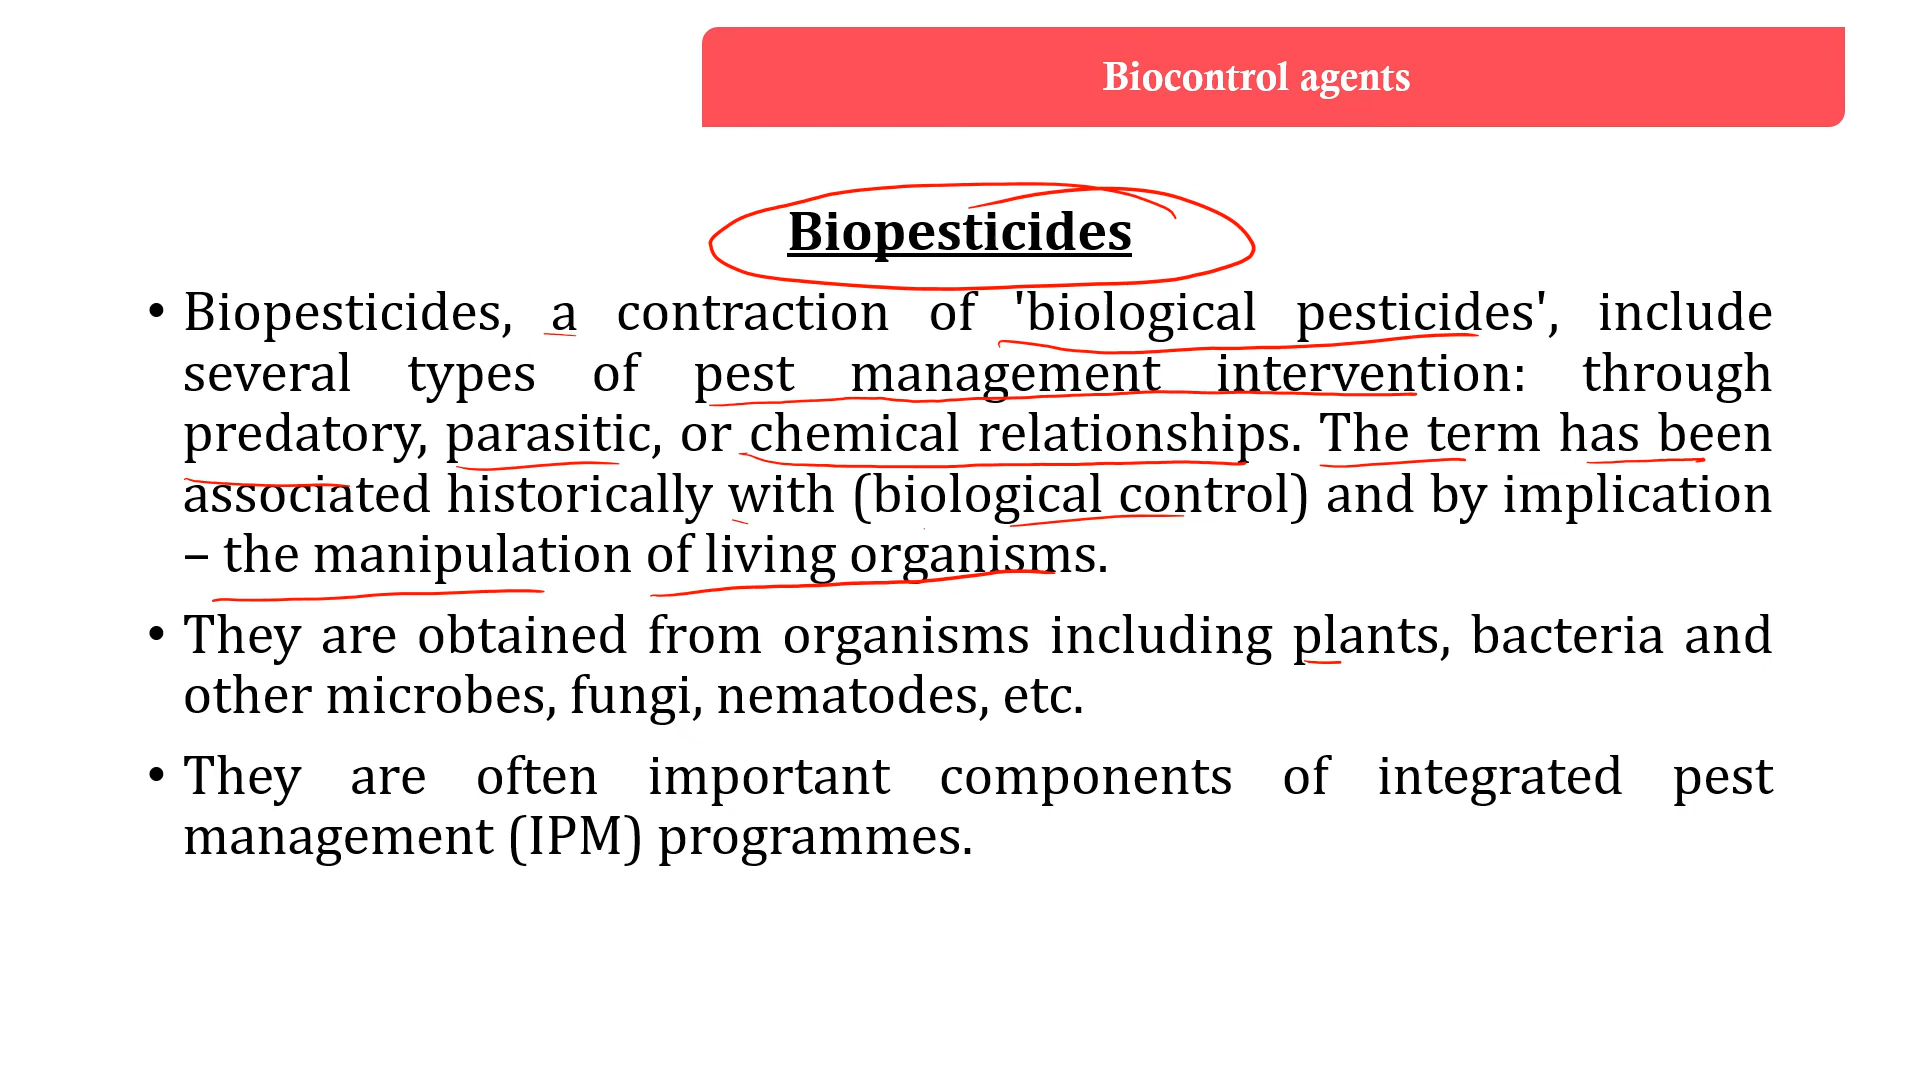 Biocontrol agents
Biopesticides
• Biopesticides, a contraction of 'biological pesticides', include
several types of pest management intervention: through
predatory, parasitic, or chemical relationships. The term has been
associated historically with (biological control) and by implication
– the manipulation of living organisms.
• They are obtained from organisms including plants, bacteria and
other microbes, fungi, nematodes, etc.
• They are often important components of integrated pest
management (IPM) programmes.